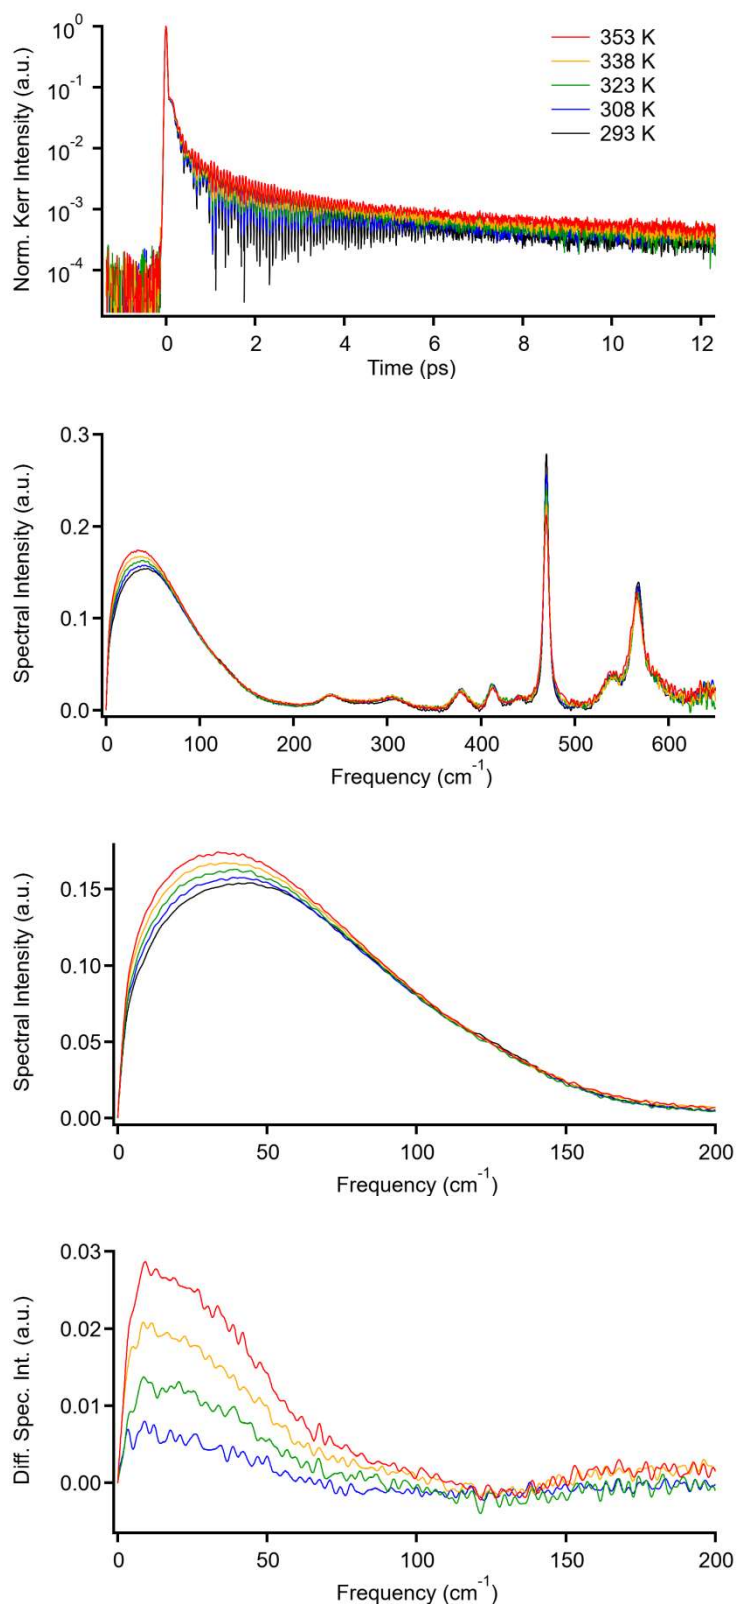 10⁰
10⁻¹
10⁻²
10⁻³
10⁻⁴
Norm. Kerr Intensity (a.u.)
353 K
338 K
323 K
308 K
293 K
0 2 4 6 8 10 12
Time (ps)
0.3
0.2
0.1
0.0
Spectral Intensity (a.u.)
0 100 200 300 400 500 600
Frequency (cm⁻¹)
0.15
0.10
0.05
0.00
Spectral Intensity (a.u.)
0 50 100 150 200
Frequency (cm⁻¹)
0.03
0.02
0.01
0.00
Diff. Spec. Int. (a.u.)
0 50 100 150 200
Frequency (cm⁻¹)